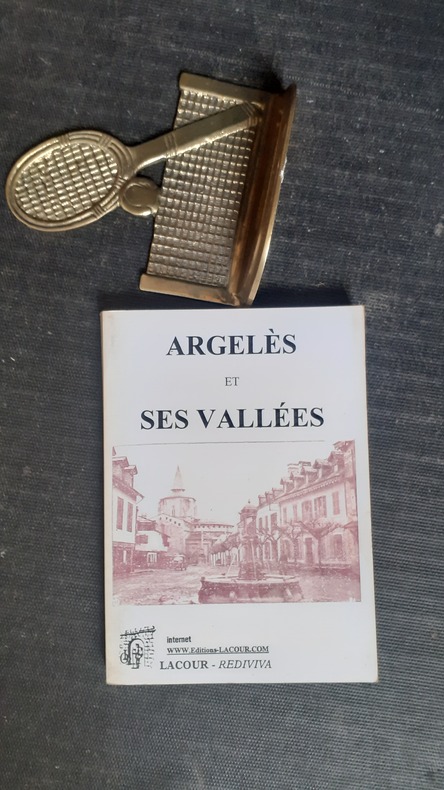 ARGELÈS
ET
SES VALLÉES
internet
WWW.Editions-LACOUR.COM
LACOUR - REDIVIVA